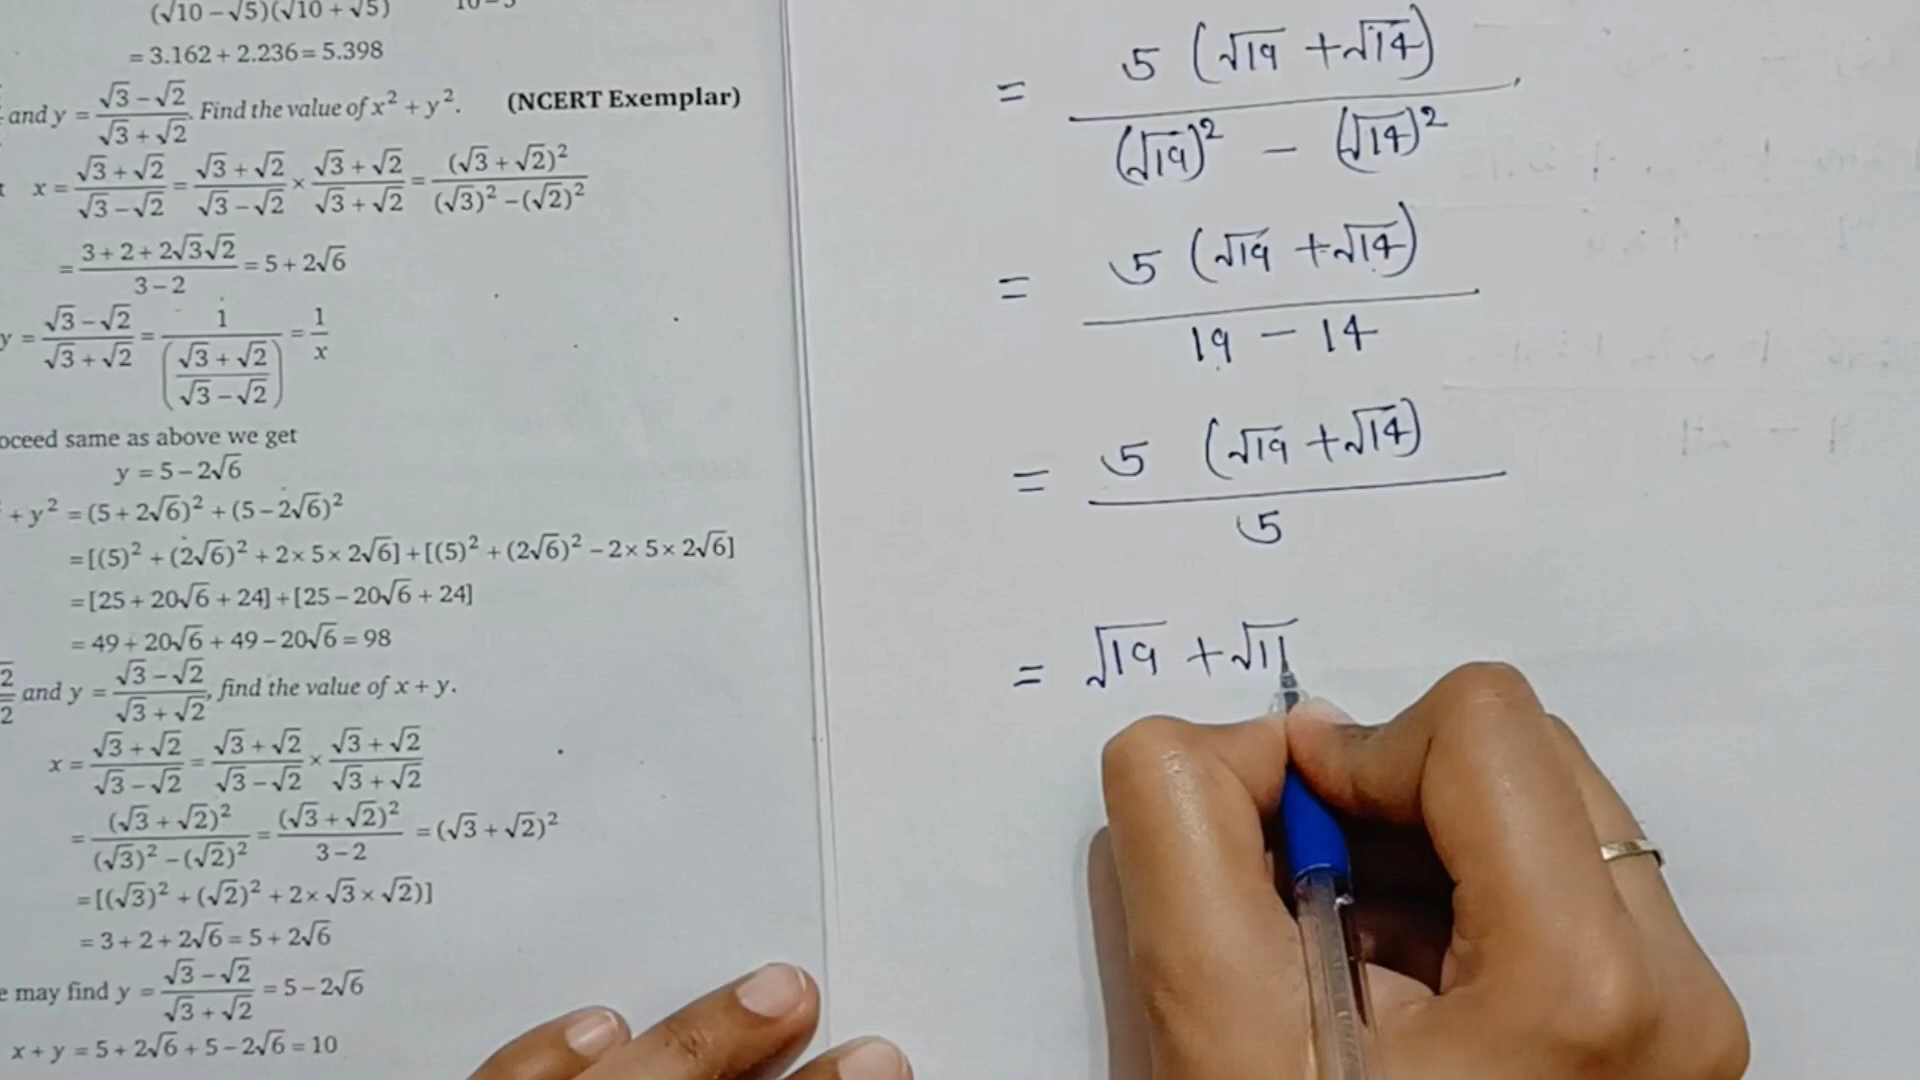 (√10 − √5)(√10 + √5)
= 3.162 + 2.236 = 5.398
and y = (√3 − √2)/(√3 + √2). Find the value of x² + y². (NCERT Exemplar)
x = (√3 + √2)/(√3 − √2) = (√3 + √2)/(√3 − √2) × (√3 + √2)/(√3 + √2) = (√3 + √2)²/((√3)² − (√2)²)
= (3 + 2 + 2√3√2)/(3 − 2) = 5 + 2√6
y = (√3 − √2)/(√3 + √2) = 1/((√3 + √2)/(√3 − √2)) = 1/x
same as above we get
y = 5 − 2√6
+ y² = (5 + 2√6)² + (5 − 2√6)²
= [(5)² + (2√6)² + 2 × 5 × 2√6] + [(5)² + (2√6)² − 2 × 5 × 2√6]
= [25 + 20√6 + 24] + [25 − 20√6 + 24]
= 49 + 20√6 + 49 − 20√6 = 98
and y = (√3 − √2)/(√3 + √2), find the value of x + y.
x = (√3 + √2)/(√3 − √2) = (√3 + √2)/(√3 − √2) × (√3 + √2)/(√3 + √2)
= (√3 + √2)²/((√3)² − (√2)²) = (√3 + √2)²/(3 − 2) = (√3 + √2)²
= [(√3)² + (√2)² + 2 × √3 × √2)]
= 3 + 2 + 2√6 = 5 + 2√6
may find y = (√3 − √2)/(√3 + √2) = 5 − 2√6
x + y = 5 + 2√6 + 5 − 2√6 = 10
= 5 (√19 + √14)/((√19)² − (√14)²)
= 5 (√19 + √14)/(19 − 14)
= 5 (√19 + √14)/5
= √19 + √1